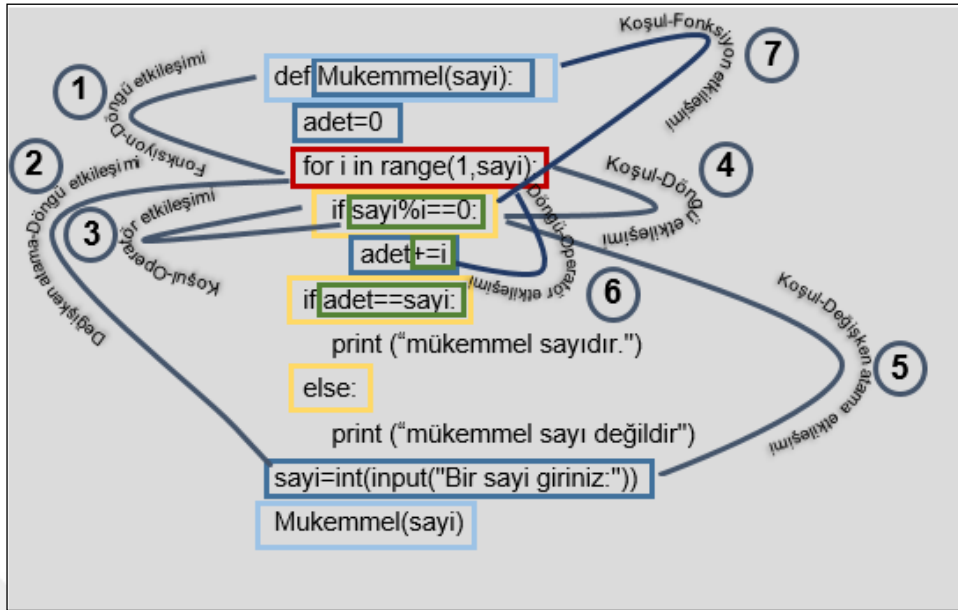 1
Fonksiyon-Döngü etkileşimi
2
Değişken atama-Döngü etkileşimi
3
Koşul-Operatör etkileşimi
def Mukemmel(sayi):
adet=0
for i in range(1,sayi):
if sayi%i==0:
adet+=i
if adet==sayi:
print (“mükemmel sayıdır.")
else:
print (“mükemmel sayı değildir")
sayi=int(input("Bir sayi giriniz:"))
Mukemmel(sayi)
Koşul-Fonksiyon etkileşimi
7
Koşul-Döngü etkileşimi
4
Döngü-Operatör etkileşimi
6
Koşul-Değişken atama etkileşimi
5